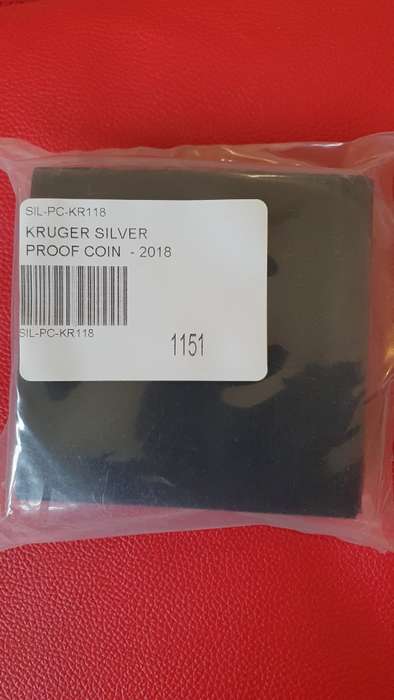 SIL-PC-KR118
KRUGER SILVER
PROOF COIN - 2018
SIL-PC-KR118
1151